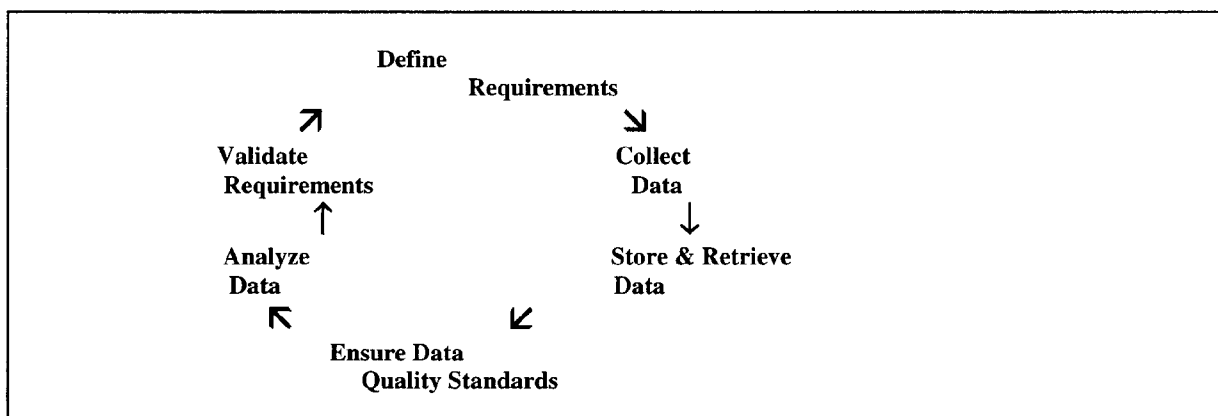 Define
Requirements
Collect
Data
Store & Retrieve
Data
Ensure Data
Quality Standards
Analyze
Data
Validate
Requirements